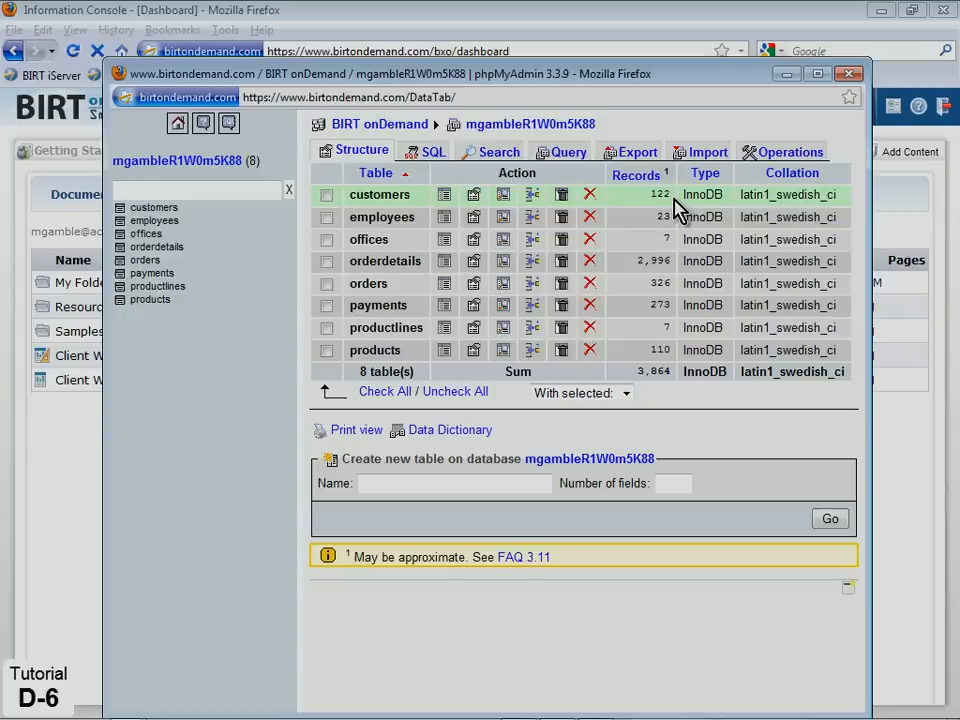 Information Console - [Dashboard] - Mozilla Firefox
File Edit View History Bookmarks Tools Help
birtondemand.com https://www.birtondemand.com/bxo/dashboard
Google
BIRT iServer
www.birtondemand.com / BIRT onDemand / mgambleR1W0m5K88 | phpMyAdmin 3.3.9 - Mozilla Firefox
birtondemand.com https://www.birtondemand.com/DataTab/
BIRT
Getting Sta
Add Content
Docume
mgamble@ac
Name
Pages
My Folde
M
Resourc
Samples
Client W
Client W
mgambleR1W0m5K88 (8)
X
customers
employees
offices
orderdetails
orders
payments
productlines
products
BIRT onDemand ▸ mgambleR1W0m5K88
Structure SQL Search Query Export Import Operations
Table Action Records 1 Type Collation
customers 122 InnoDB latin1_swedish_ci
employees 23 InnoDB latin1_swedish_ci
offices 7 InnoDB latin1_swedish_ci
orderdetails 2,996 InnoDB latin1_swedish_ci
orders 326 InnoDB latin1_swedish_ci
payments 273 InnoDB latin1_swedish_ci
productlines 7 InnoDB latin1_swedish_ci
products 110 InnoDB latin1_swedish_ci
8 table(s) Sum 3,864 InnoDB latin1_swedish_ci
Check All / Uncheck All With selected:
Print view Data Dictionary
Create new table on database mgambleR1W0m5K88
Name: Number of fields:
Go
1 May be approximate. See FAQ 3.11
Tutorial
D-6